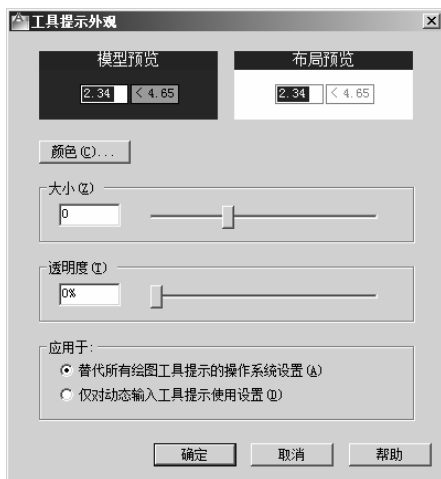 工具提示外观
模型预览 布局预览
2.34 < 4.65 2.34 < 4.65
颜色(C)...
大小(Z)
0
透明度(T)
0%
应用于:
替代所有绘图工具提示的操作系统设置(A)
仅对动态输入工具提示使用设置(D)
确定 取消 帮助